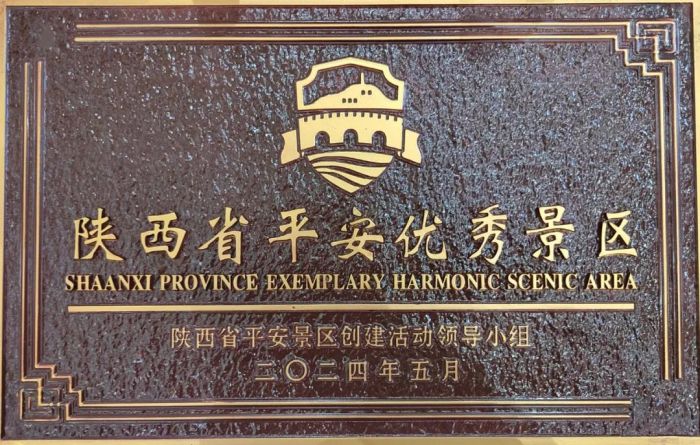 陕西省平安优秀景区
SHAANXI PROVINCE EXEMPLARY HARMONIC SCENIC AREA
陕西省平安景区创建活动领导小组
二〇二四年五月